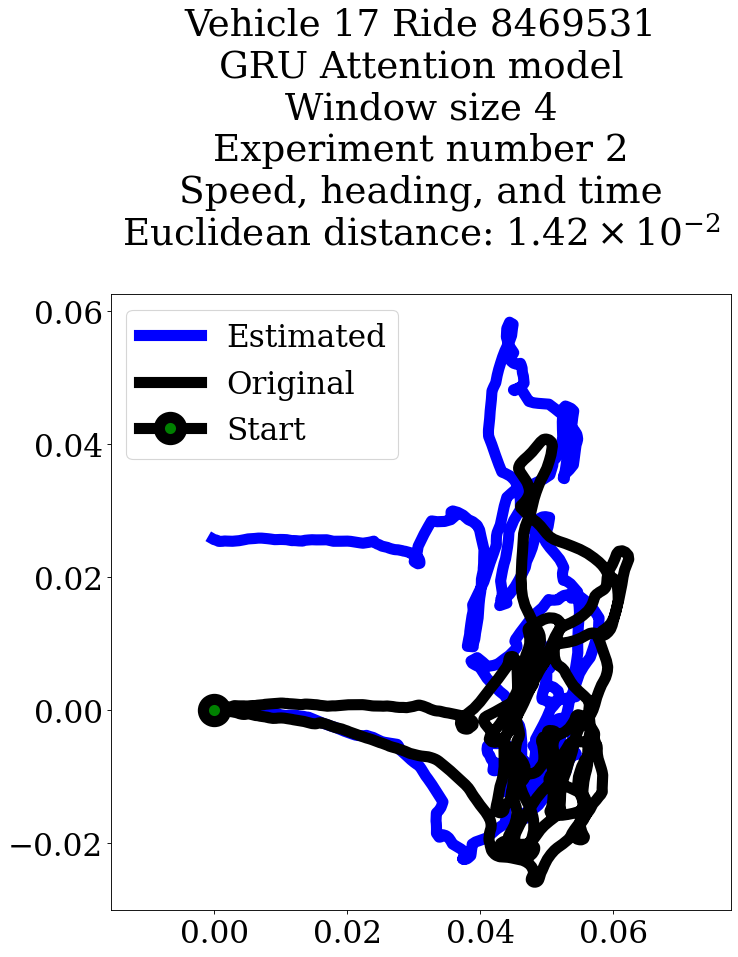 Vehicle 17 Ride 8469531
GRU Attention model
Window size 4
Experiment number 2
Speed, heading, and time
Euclidean distance: 1.42 × 10⁻²
0.06
Estimated
Original
0.04
Start
0.02
0.00
−0.02
0.00 0.02 0.04 0.06